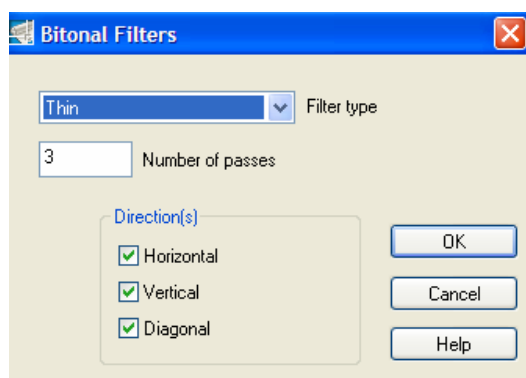 Bitonal Filters
Thin Filter type
3 Number of passes
Direction(s)
Horizontal
Vertical
Diagonal
OK
Cancel
Help